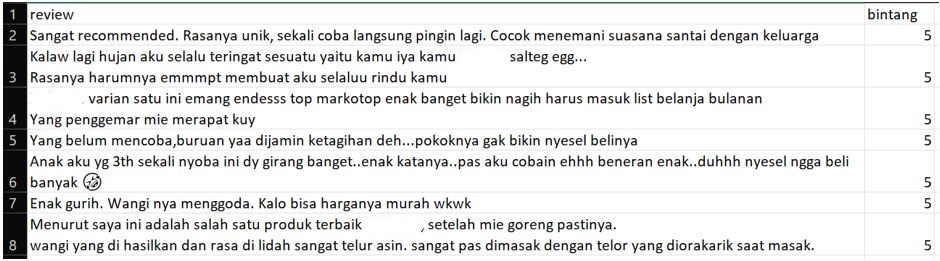 1 review bintang
2 Sangat recommended. Rasanya unik, sekali coba langsung pingin lagi. Cocok menemani suasana santai dengan keluarga 5
Kalaw lagi hujan aku selalu teringat sesuatu yaitu kamu iya kamu salteg egg...
3 Rasanya harumnya emmmpt membuat aku selaluu rindu kamu 5
, varian satu ini emang endesss top markotop enak banget bikin nagih harus masuk list belanja bulanan
4 Yang penggemar mie merapat kuy 5
5 Yang belum mencoba,buruan yaa dijamin ketagihan deh...pokoknya gak bikin nyesel belinya 5
Anak aku yg 3th sekali nyoba ini dy girang banget..enak katanya..pas aku cobain ehhh beneran enak..duhhh nyesel ngga beli
6 banyak 🤣 5
7 Enak gurih. Wangi nya menggoda. Kalo bisa harganya murah wkwk 5
Menurut saya ini adalah salah satu produk terbaik , setelah mie goreng pastinya.
8 wangi yang di hasilkan dan rasa di lidah sangat telur asin. sangat pas dimasak dengan telor yang diorakarik saat masak. 5